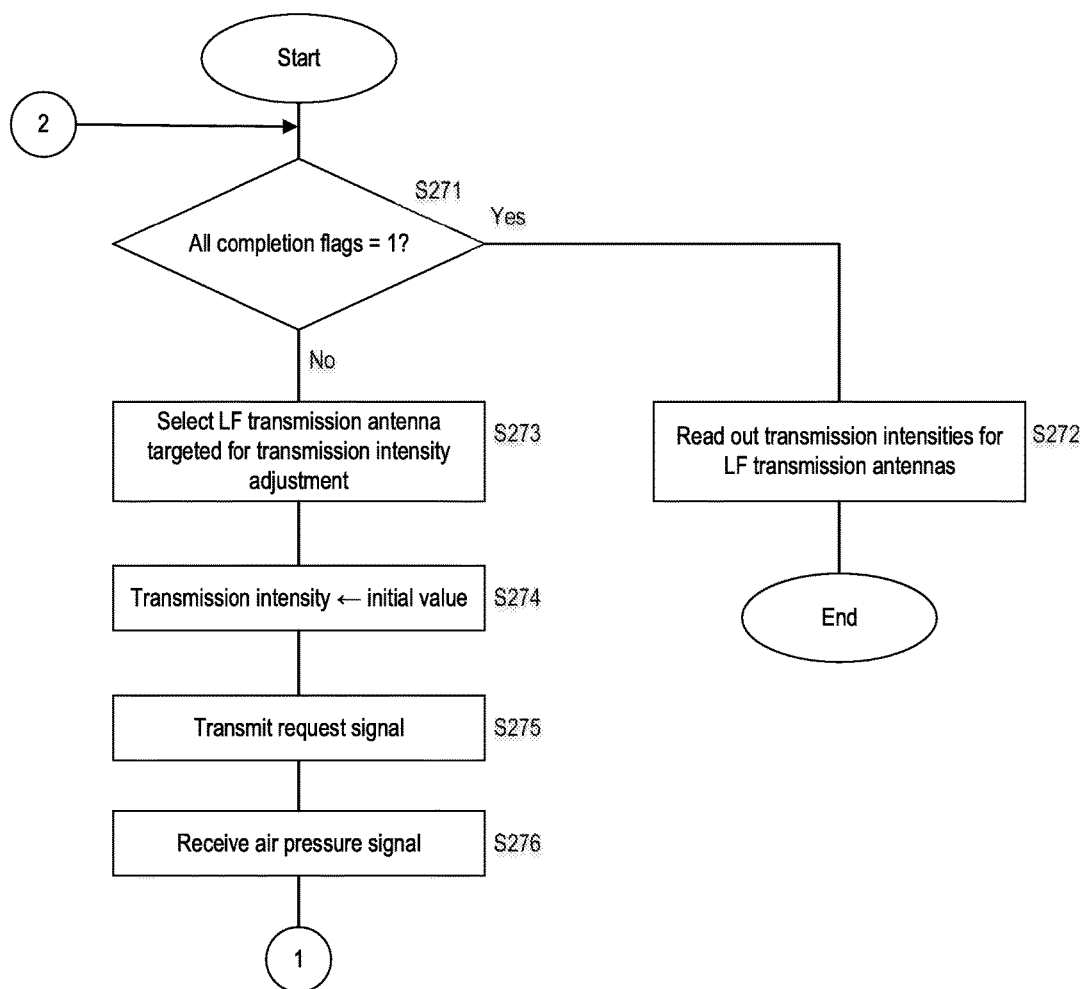 Start
2
S271
Yes
All completion flags = 1?
No
Select LF transmission antenna
targeted for transmission intensity
adjustment
S273
Read out transmission intensities for
LF transmission antennas
S272
Transmission intensity ← initial value
S274
End
Transmit request signal
S275
Receive air pressure signal
S276
1